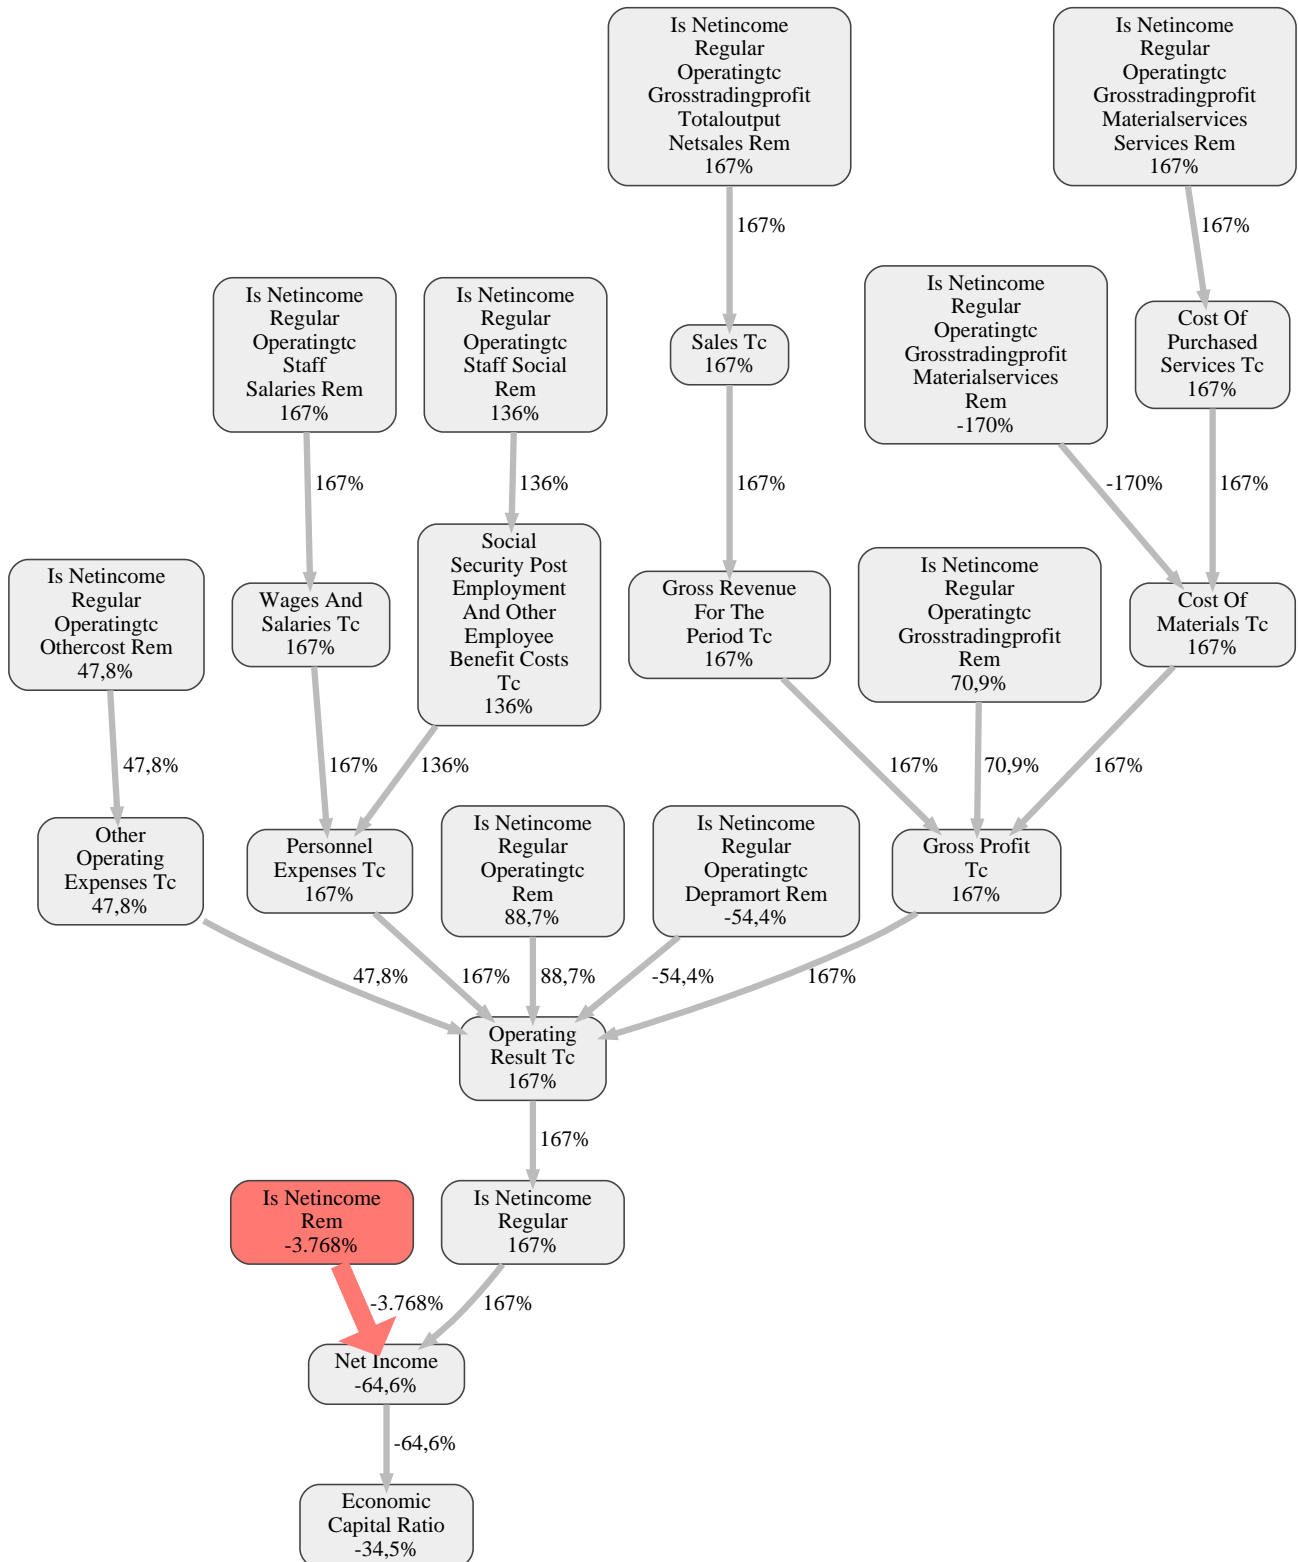 Is Netincome
Regular
Operatingtc
Grosstradingprofit
Totaloutput
Netsales Rem
167%
Is Netincome
Regular
Operatingtc
Grosstradingprofit
Materialservices
Services Rem
167%
167%
167%
Is Netincome
Regular
Operatingtc
Staff
Salaries Rem
167%
Is Netincome
Regular
Operatingtc
Staff Social
Rem
136%
Sales Tc
167%
Is Netincome
Regular
Operatingtc
Grosstradingprofit
Materialservices
Rem
-170%
Cost Of
Purchased
Services Tc
167%
167%
136%
167%
-170%
167%
Is Netincome
Regular
Operatingtc
Othercost Rem
47,8%
Wages And
Salaries Tc
167%
Social
Security Post
Employment
And Other
Employee
Benefit Costs
Tc
136%
Gross Revenue
For The
Period Tc
167%
Is Netincome
Regular
Operatingtc
Grosstradingprofit
Rem
70,9%
Cost Of
Materials Tc
167%
47,8%
167%
136%
167%
70,9%
167%
Other
Operating
Expenses Tc
47,8%
Personnel
Expenses Tc
167%
Is Netincome
Regular
Operatingtc
Rem
88,7%
Is Netincome
Regular
Operatingtc
Depramort Rem
-54,4%
Gross Profit
Tc
167%
47,8%
167%
88,7%
-54,4%
167%
Operating
Result Tc
167%
167%
Is Netincome
Rem
-3.768%
Is Netincome
Regular
167%
-3.768%
167%
Net Income
-64,6%
-64,6%
Economic
Capital Ratio
-34,5%